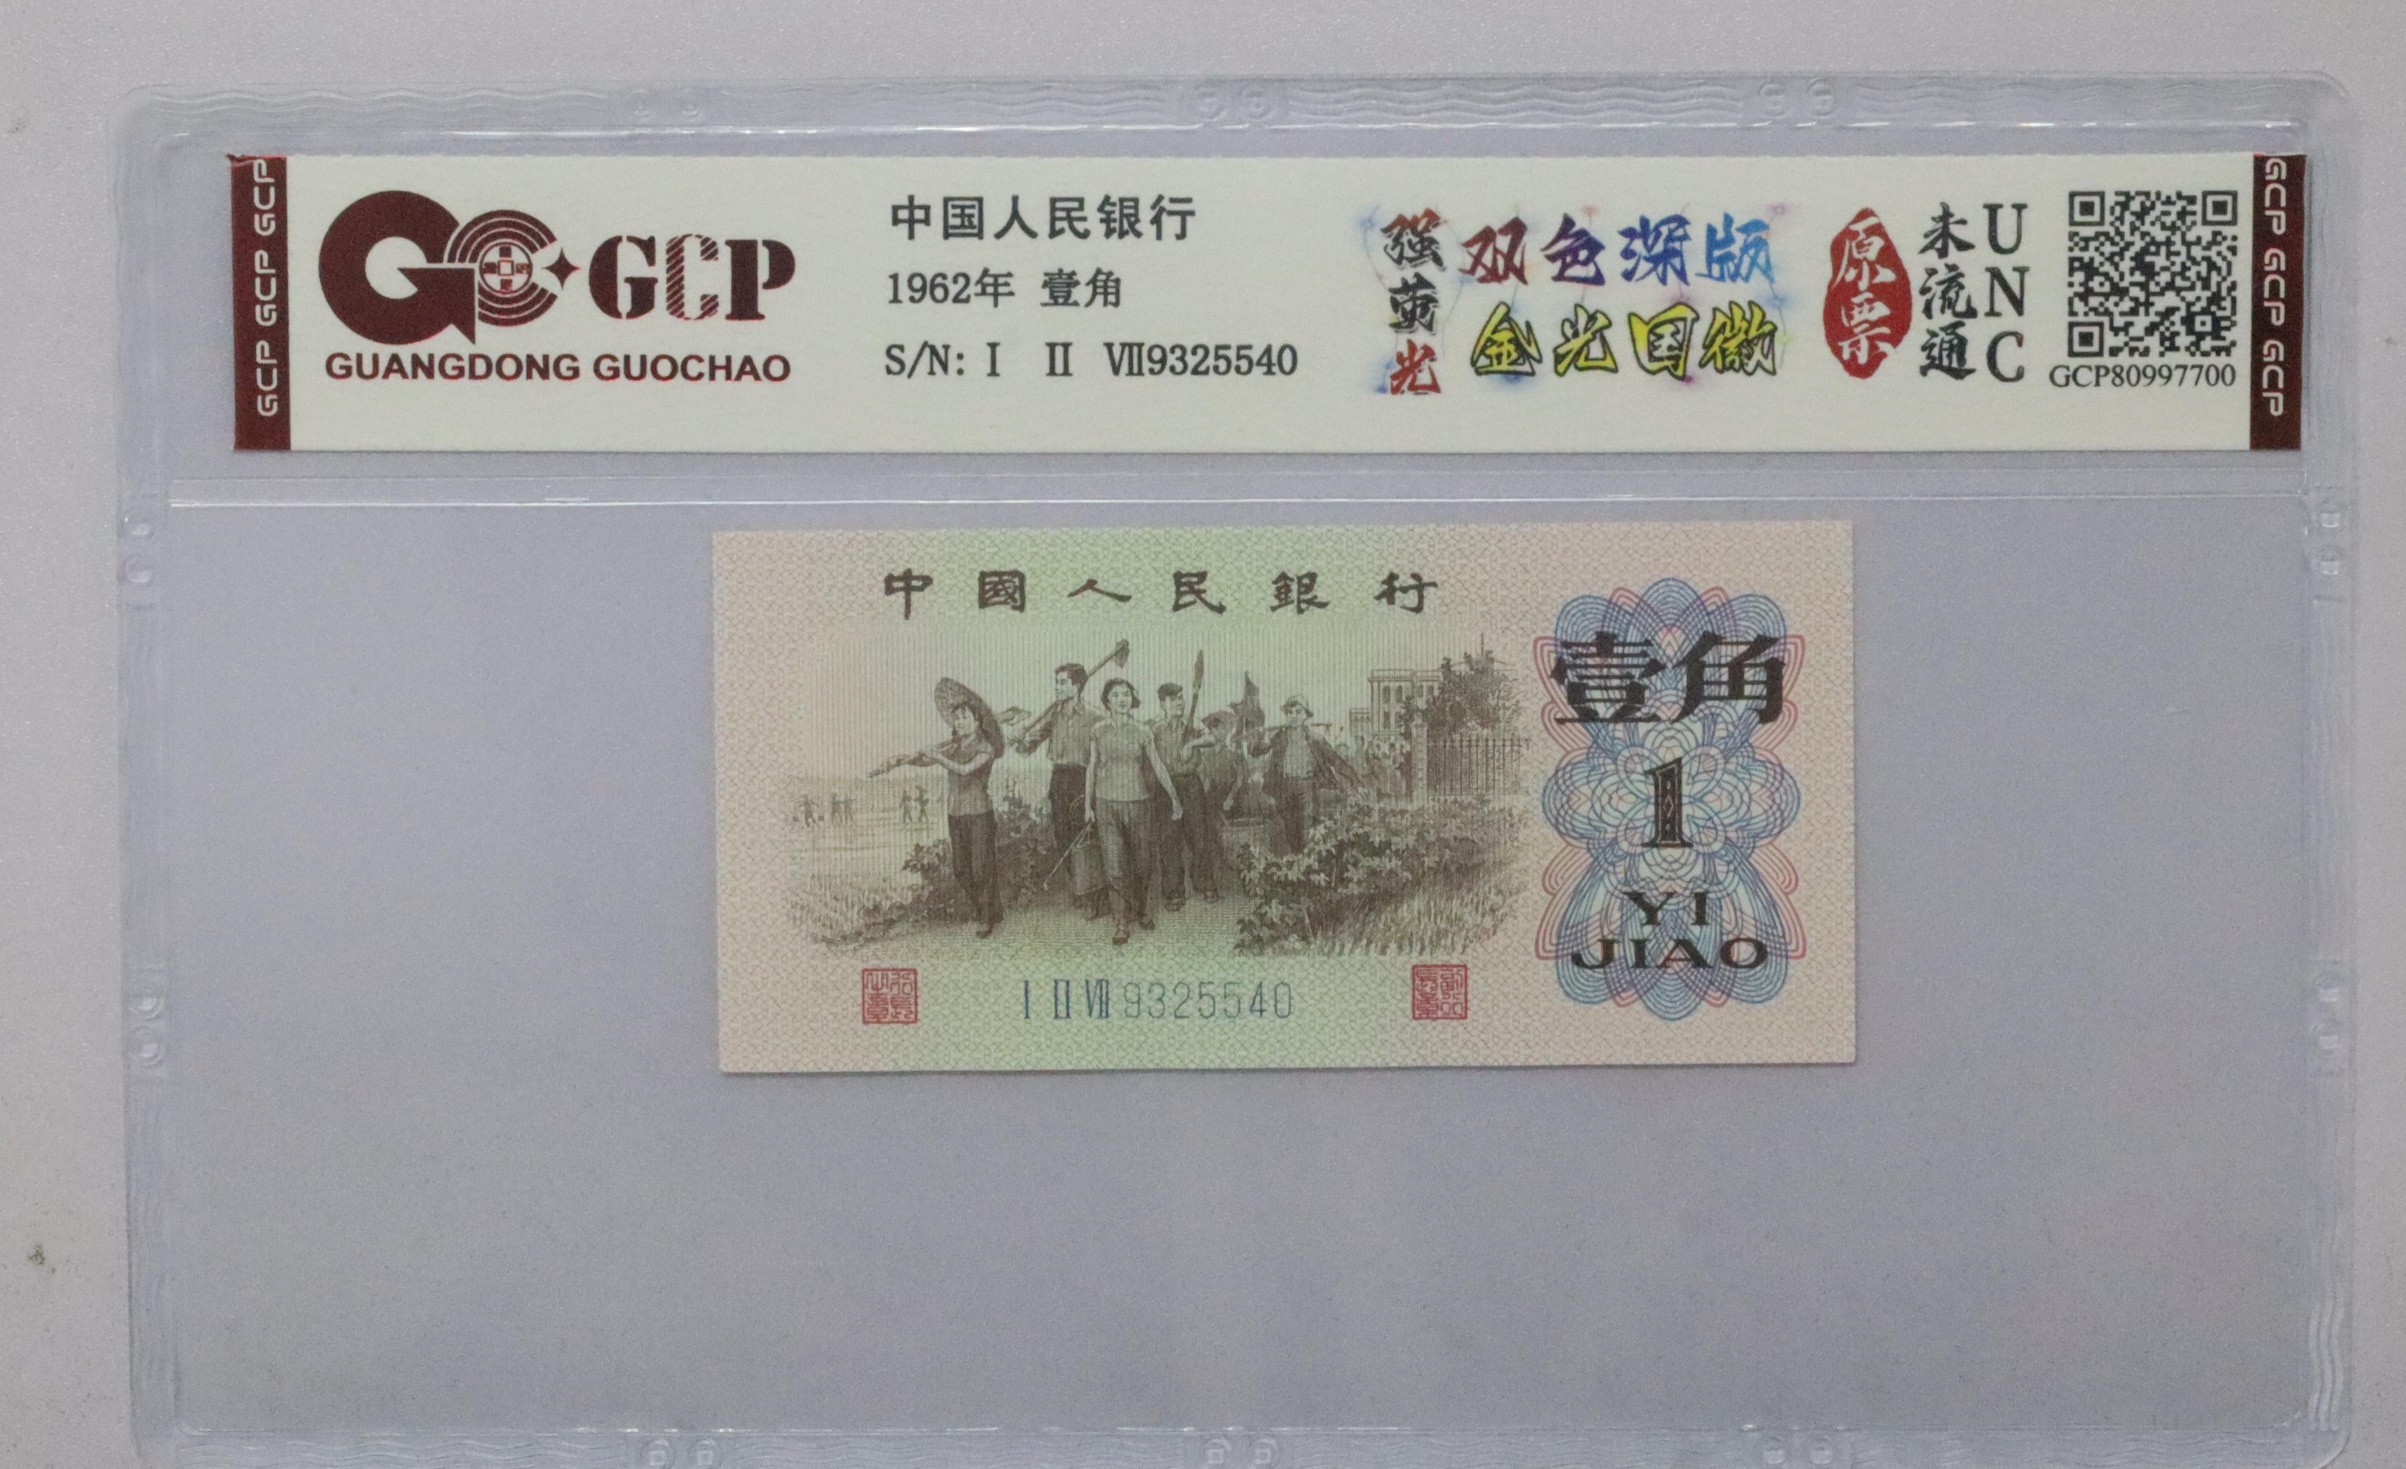 GCP GCP GCP
GCP
GUANGDONG GUOCHAO
中国人民银行
1962年 壹角
S/N: I II VII9325540
强荧光
双色深版
金光国徽
原票
未流通
UNC
GCP80997700
GCP GCP GCP
中國人民銀行
壹角
1
YI
JIAO
I II VII 9325540